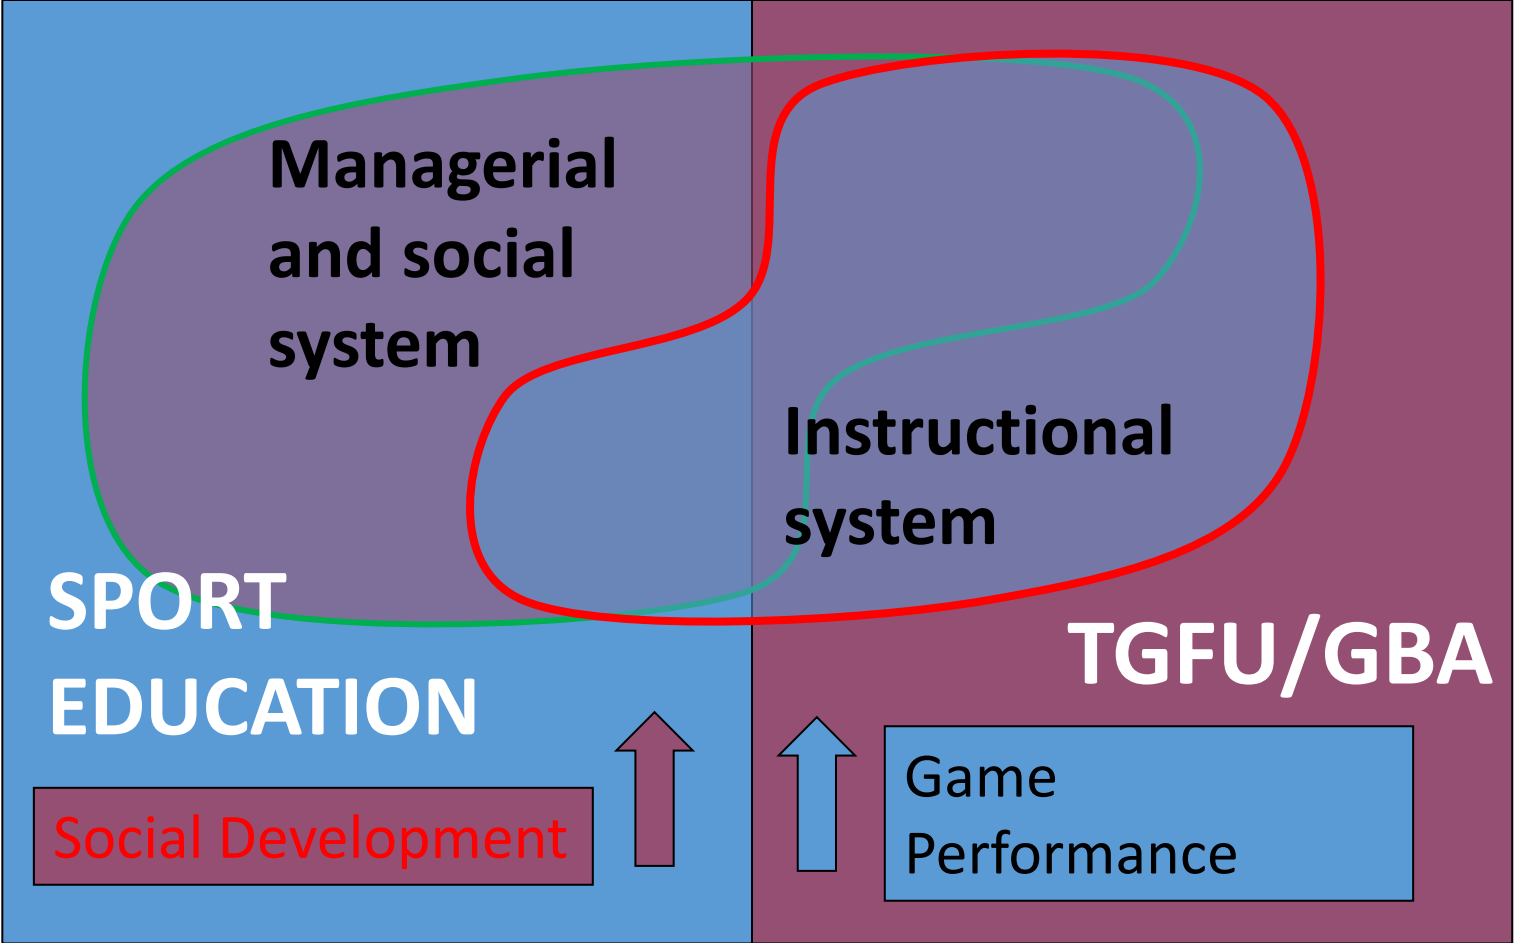 Managerial
and social
system
Instructional
system
SPORT
EDUCATION
TGFU/GBA
Social Development
Game
Performance